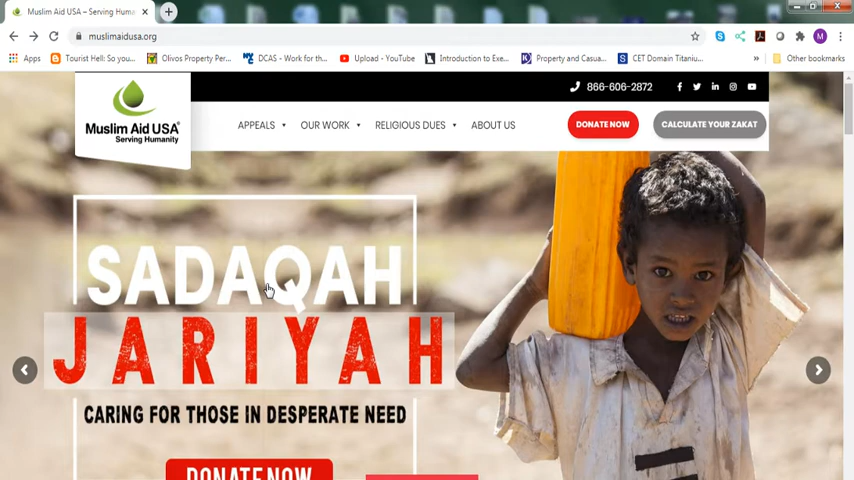 Muslim Aid USA – Serving Huma
muslimaidusa.org
M
Apps
Tourist Hell: So you...
Olivos Property Per...
DCAS - Work for th...
Upload - YouTube
Introduction to Exe...
Property and Casua...
CET Domain Titaniu...
»
Other bookmarks
866-606-2872
Muslim Aid USA®
Serving Humanity
APPEALS
OUR WORK
RELIGIOUS DUES
ABOUT US
DONATE NOW
CALCULATE YOUR ZAKAT
SADAQAH
JARIYAH
CARING FOR THOSE IN DESPERATE NEED
DONATE NOW